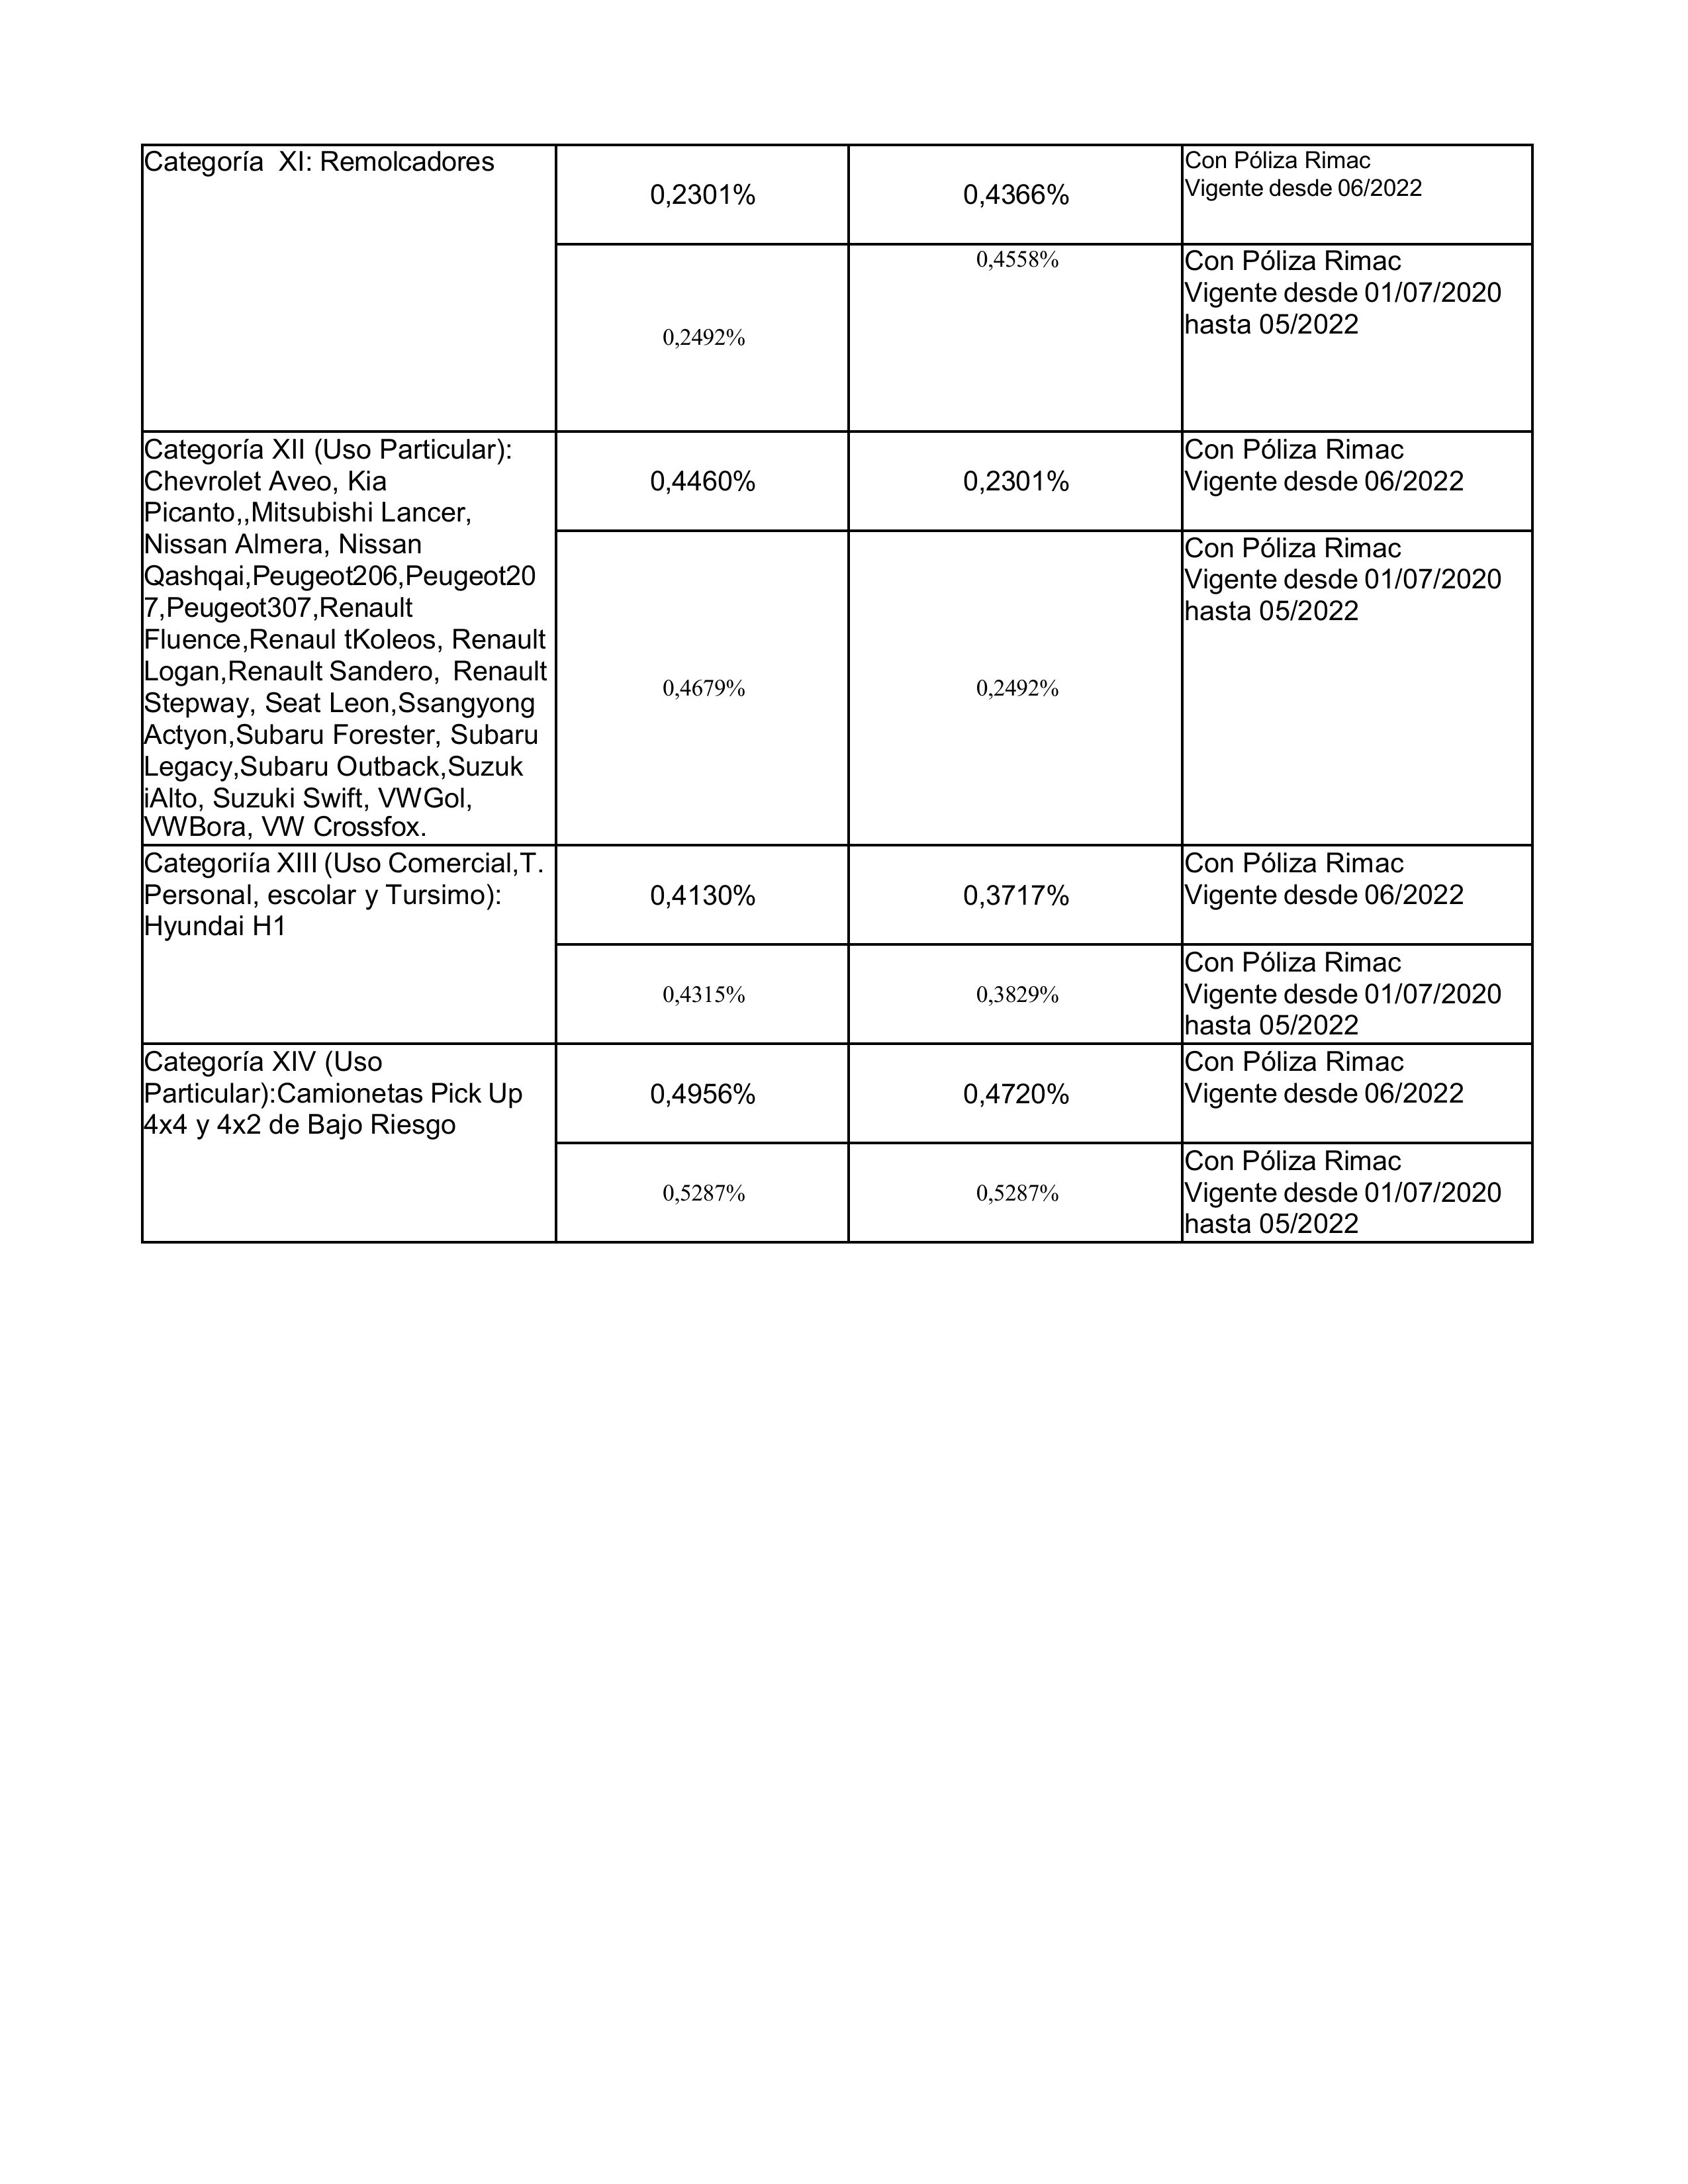 Categoría  XI: Remolcadores
0,2301%
0,4366%
Con Póliza Rimac
Vigente desde 06/2022
0,2492%
0,4558%
Con Póliza Rimac
Vigente desde 01/07/2020
hasta 05/2022
Categoría XII (Uso Particular):
Chevrolet Aveo, Kia
Picanto,,Mitsubishi Lancer,
Nissan Almera, Nissan
Qashqai,Peugeot206,Peugeot20
7,Peugeot307,Renault
Fluence,Renaul tKoleos, Renault
Logan,Renault Sandero,  Renault
Stepway, Seat Leon,Ssangyong
Actyon,Subaru Forester, Subaru
Legacy,Subaru Outback,Suzuk
iAlto, Suzuki Swift, VWGol,
VWBora, VW Crossfox.
0,4460%
0,2301%
Con Póliza Rimac
Vigente desde 06/2022
0,4679%
0,2492%
Con Póliza Rimac
Vigente desde 01/07/2020
hasta 05/2022
Categoriía XIII (Uso Comercial,T.
Personal, escolar y Tursimo):
Hyundai H1
0,4130%
0,3717%
Con Póliza Rimac
Vigente desde 06/2022
0,4315%
0,3829%
Con Póliza Rimac
Vigente desde 01/07/2020
hasta 05/2022
Categoría XIV (Uso
Particular):Camionetas Pick Up
4x4 y 4x2 de Bajo Riesgo
0,4956%
0,4720%
Con Póliza Rimac
Vigente desde 06/2022
0,5287%
0,5287%
Con Póliza Rimac
Vigente desde 01/07/2020
hasta 05/2022